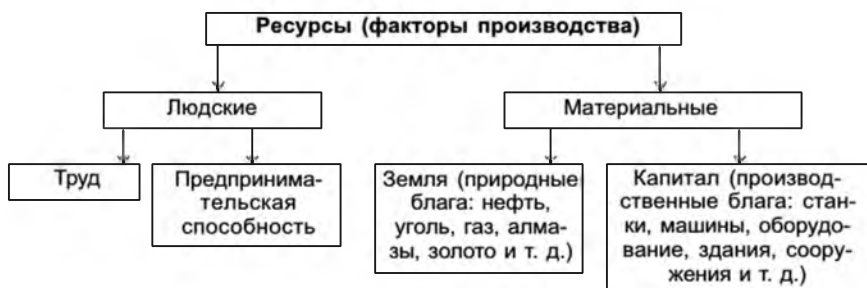 Ресурсы (факторы производства)
Людские
Материальные
Труд
Предпринима-
тельская
способность
Земля (природные
блага: нефть,
уголь, газ, алма-
зы, золото и т. д.)
Капитал (производ-
ственные блага: стан-
ки, машины, оборудо-
дование, здания, соору-
жения и т. д.)